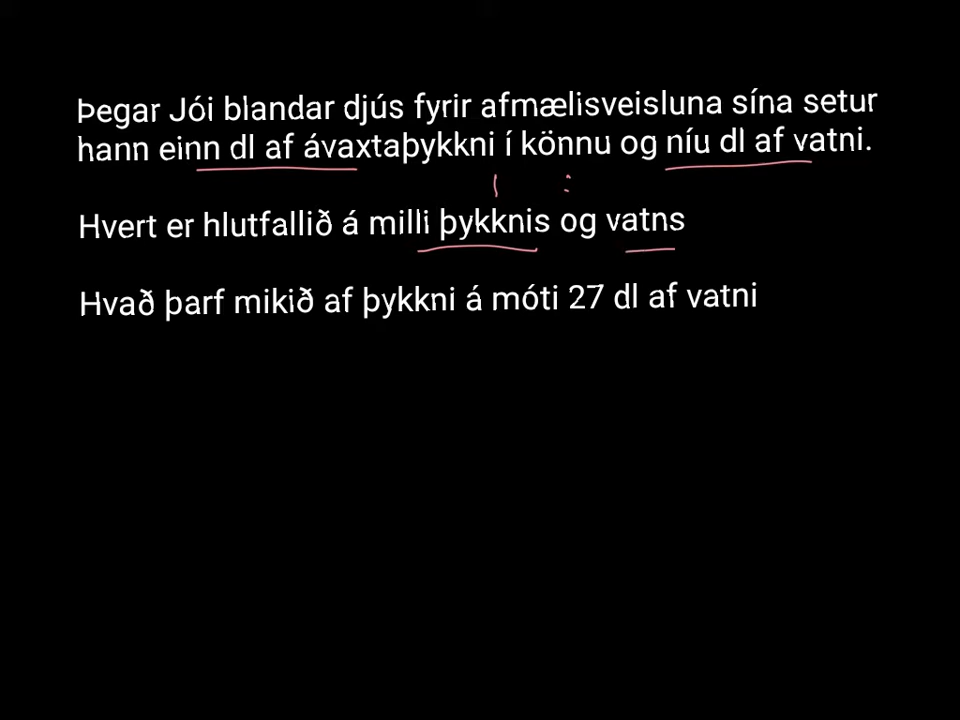 Þegar Jói blandar djús fyrir afmælisveisluna sína setur
hann einn dl af ávaxtaþykkni í könnu og níu dl af vatni.
1 :
Hvert er hlutfallið á milli þykknis og vatns
Hvað þarf mikið af þykkni á móti 27 dl af vatni